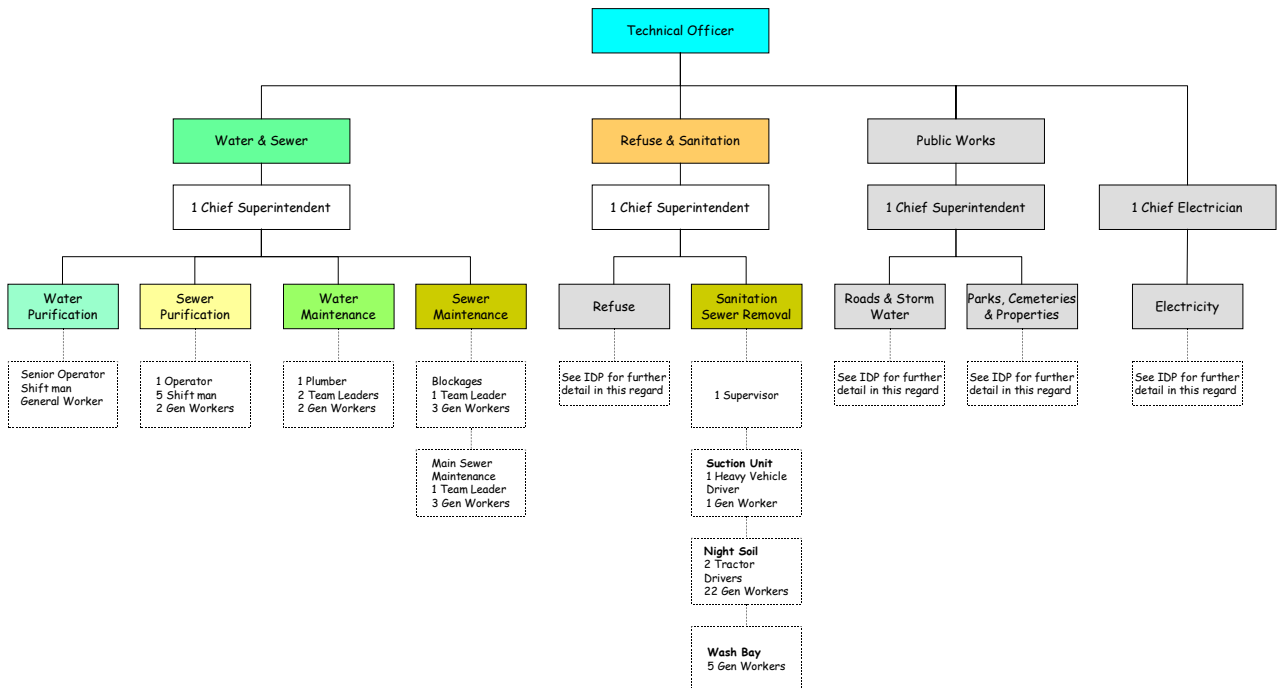 Technical Officer
Water & Sewer
Refuse & Sanitation
Public Works
1 Chief Superintendent
1 Chief Superintendent
1 Chief Superintendent
1 Chief Electrician
Water
Purification
Sewer
Purification
Water
Maintenance
Sewer
Maintenance
Refuse
Sanitation
Sewer Removal
Roads & Storm
Water
Parks, Cemeteries
& Properties
Electricity
Senior Operator
Shift man
General Worker
1 Operator
5 Shift man
2 Gen Workers
1 Plumber
2 Team Leaders
2 Gen Workers
Blockages
1 Team Leader
3 Gen Workers
See IDP for further
detail in this regard
1 Supervisor
See IDP for further
detail in this regard
See IDP for further
detail in this regard
See IDP for further
detail in this regard
Main Sewer
Maintenance
1 Team Leader
3 Gen Workers
Suction Unit
1 Heavy Vehicle
Driver
1 Gen Worker
Night Soil
2 Tractor
Drivers
22 Gen Workers
Wash Bay
5 Gen Workers